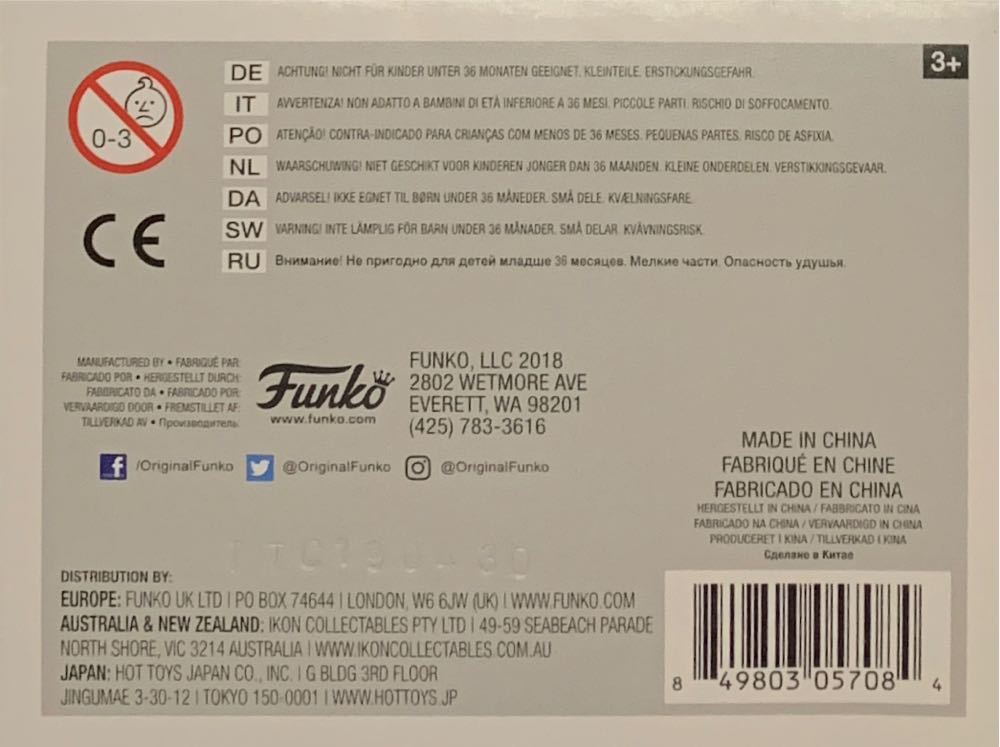 3+
0-3
DE ACHTUNG! NICHT FÜR KINDER UNTER 36 MONATEN GEEIGNET. KLEINTEILE. ERSTICKUNGSGEFAHR.
IT AVVERTENZA! NON ADATTO A BAMBINI DI ETÀ INFERIORE A 36 MESI. PICCOLE PARTI. RISCHIO DI SOFFOCAMENTO.
PO ATENÇÃO! CONTRA-INDICADO PARA CRIANÇAS COM MENOS DE 36 MESES. PEQUENAS PARTES. RISCO DE ASFIXIA.
NL WAARSCHUWING! NIET GESCHIKT VOOR KINDEREN JONGER DAN 36 MAANDEN. KLEINE ONDERDELEN. VERSTIKKINGSGEVAAR.
DA ADVARSEL! IKKE EGNET TIL BØRN UNDER 36 MÅNEDER. SMÅ DELE. KVÆLNINGSFARE.
SW VARNING! INTE LÄMPLIG FÖR BARN UNDER 36 MÅNADER. SMÅ DELAR. KVÄVNINGSRISK.
RU Внимание! Не пригодно для детей младше 36 месяцев. Мелкие части. Опасность удушья.
CE
MANUFACTURED BY • FABRIQUÉ PAR:
FABRICADO POR • HERGESTELLT DURCH:
FABBRICATO DA • FABRICADO POR:
VERVAARDIGD DOOR • FREMSTILLET AF:
TILLVERKAD AV • Производитель:
Funko
www.funko.com
FUNKO, LLC 2018
2802 WETMORE AVE
EVERETT, WA 98201
(425) 783-3616
f /OriginalFunko @OriginalFunko @OriginalFunko
MADE IN CHINA
FABRIQUÉ EN CHINE
FABRICADO EN CHINA
HERGESTELLT IN CHINA / FABBRICATO IN CINA
FABRICADO NA CHINA / VERVAARDIGD IN CHINA
PRODUCERET I KINA / TILLVERKAD I KINA
Сделано в Китае
DISTRIBUTION BY:
EUROPE: FUNKO UK LTD | PO BOX 74644 | LONDON, W6 6JW (UK) | WWW.FUNKO.COM
AUSTRALIA & NEW ZEALAND: IKON COLLECTABLES PTY LTD | 49-59 SEABEACH PARADE
NORTH SHORE, VIC 3214 AUSTRALIA | WWW.IKONCOLLECTABLES.COM.AU
JAPAN: HOT TOYS JAPAN CO., INC. | G BLDG 3RD FLOOR
JINGUMAE 3-30-12 | TOKYO 150-0001 | WWW.HOTTOYS.JP
8 49803 05708 4